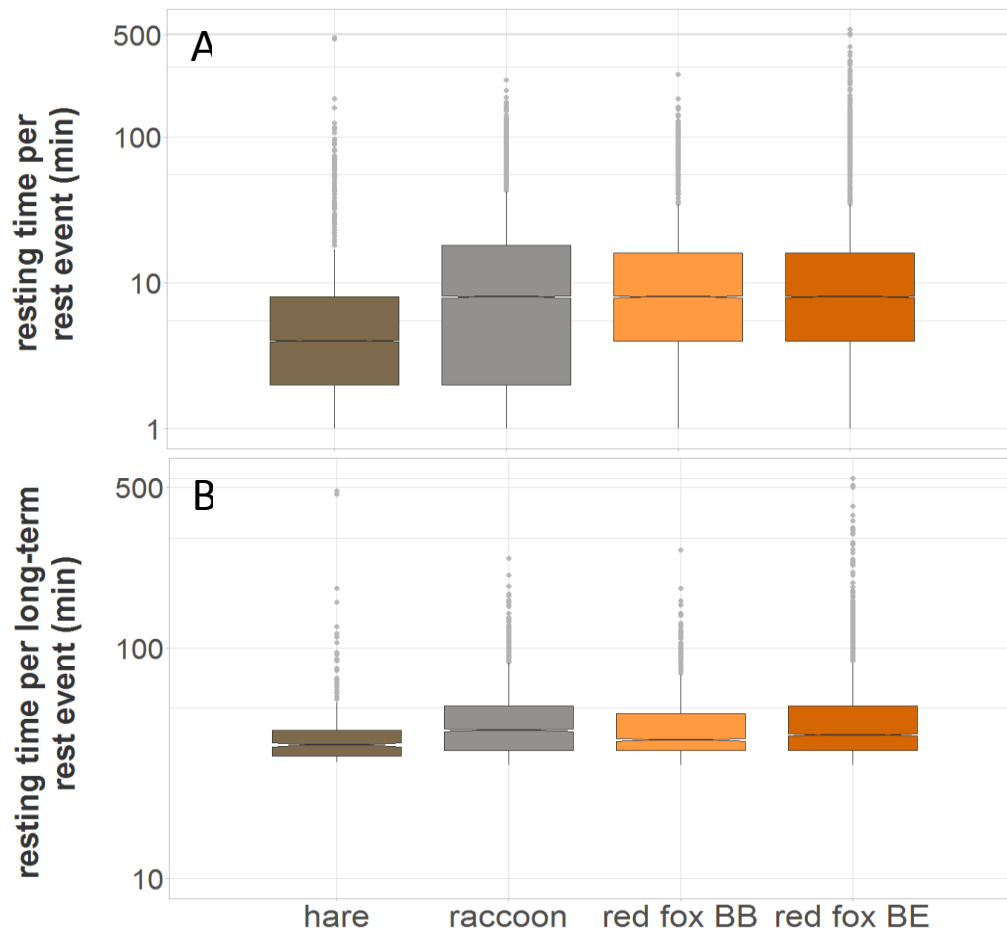 A
500
100
10
1
resting time per
rest event (min)
B
500
100
10
resting time per long-term
rest event (min)
hare raccoon red fox BB red fox BE